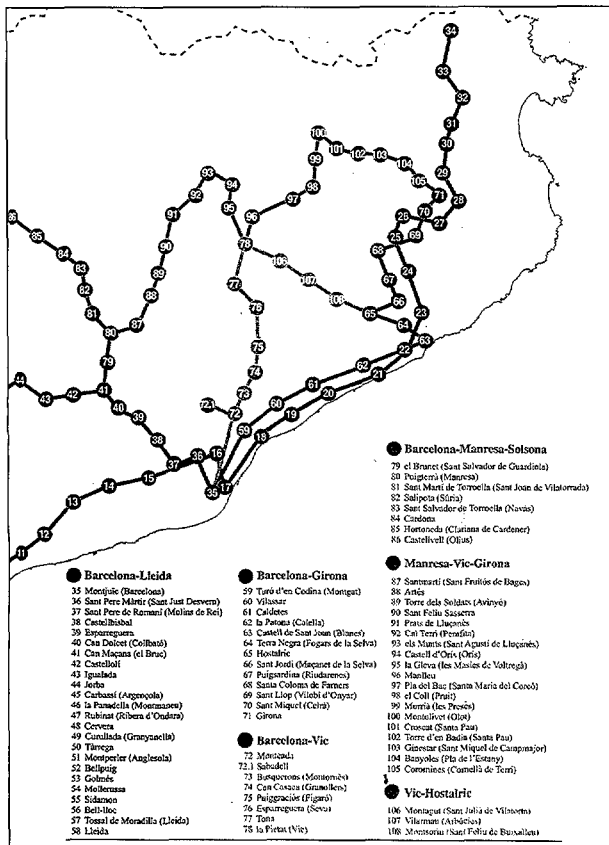 Barcelona-Lleida
35 Montjuïc (Barcelona)
36 Sant Pere Màrtir (Sant Just Desvern)
37 Sant Pere de Romaní (Molins de Rei)
38 Castellbisbal
39 Esparreguera
40 Can Dolcet (Collbató)
41 Can Maçana (el Bruc)
42 Castellolí
43 Igualada
44 Jorba
45 Carbassí (Argençola)
46 la Panadella (Montmaneu)
47 Rubinat (Ribera d'Ondara)
48 Cervera
49 Curullada (Granyanella)
50 Tàrrega
51 Montperler (Anglesola)
52 Bellpuig
53 Golmés
54 Mollerussa
55 Sidamon
56 Bell-lloc
57 Tossal de Moradilla (Lleida)
58 Lleida
Barcelona-Girona
59 Turó d'en Codina (Montgat)
60 Vilassar
61 Caldetes
62 la Patona (Calella)
63 Castell de Sant Joan (Blanes)
64 Terra Negra (Fogars de la Selva)
65 Hostalric
66 Sant Jordi (Maçanet de la Selva)
67 Puigsardina (Riudarenes)
68 Santa Coloma de Farners
69 Sant Llop (Vilobí d'Onyar)
70 Sant Miquel (Celrà)
71 Girona
Barcelona-Vic
72 Montcada
72.1 Sabadell
73 Busquerons (Montornès)
74 Can Casaca (Granollers)
75 Puiggraciós (Figaró)
76 Esparreguera (Seva)
77 Tona
78 la Pietat (Vic)
Barcelona-Manresa-Solsona
79 el Brunet (Sant Salvador de Guardiola)
80 Puigterrà (Manresa)
81 Sant Martí de Torroella (Sant Joan de Vilatorrada)
82 Salipota (Súria)
83 Sant Salvador de Torroella (Navàs)
84 Cardona
85 Hortoneda (Clariana de Cardener)
86 Castellvell (Olius)
Manresa-Vic-Girona
87 Santmartí (Sant Fruitós de Bages)
88 Artés
89 Torre dels Soldats (Avinyó)
90 Sant Feliu Sasserra
91 Prats de Lluçanès
92 Cal Terri (Perafita)
93 els Munts (Sant Agustí de Lluçanès)
94 Castell d'Orís (Orís)
95 la Gleva (les Masies de Voltregà)
96 Manlleu
97 Pla del Bac (Santa Maria del Corcó)
98 el Coll (Pruit)
99 Murrià (les Preses)
100 Montolivet (Olot)
101 Croscat (Santa Pau)
102 Torre d'en Badia (Santa Pau)
103 Ginestar (Sant Miquel de Campmajor)
104 Banyoles (Pla de l'Estany)
105 Coromines (Cornellà de Terri)
Vic-Hostalric
106 Montagut (Sant Julià de Vilatorta)
107 Vilarmau (Arbúcies)
108 Montsoriu (Sant Feliu de Buixalleu)